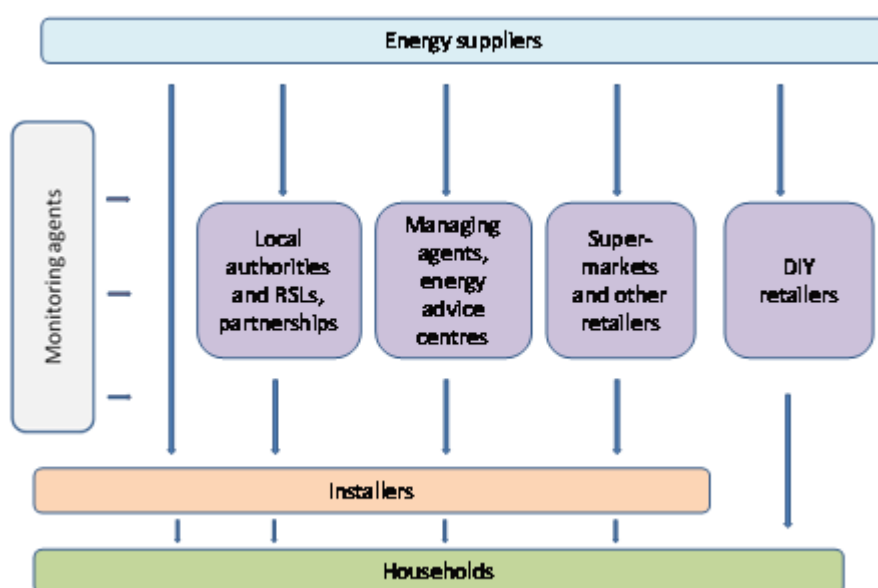 Energy suppliers
Monitoring agents
Local
authorities
and RSLs,
partnerships
Managing
agents,
energy
advice
centres
Super-
markets
and other
retailers
DIY
retailers
Installers
Households